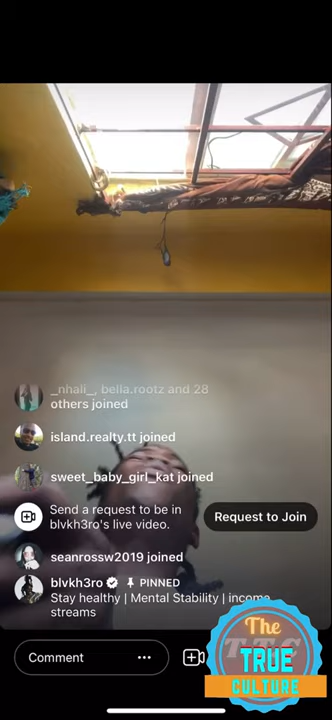 _nhali_, bella.rootz and 28
others joined
island.realty.tt joined
sweet_baby_girl_kat joined
Send a request to be in
blvkh3ro's live video.
Request to Join
seanrossw2019 joined
blvkh3ro PINNED
Stay healthy | Mental Stability | income
streams
Comment
The
T.T.C
TRUE
CULTURE